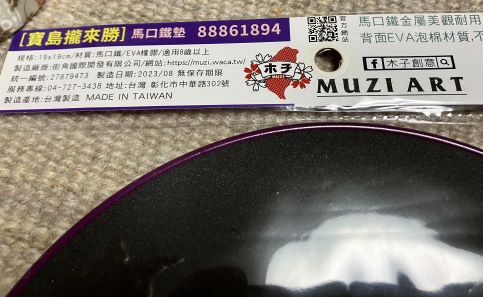 [寶島攏來勝] 馬口鐵墊 88861894
規格:19x19cm/材質:馬口鐵/EVA橡膠/適用8歲以上
製造廠商:街角國際開發有限公司/網站:https://muzi.waca.tw/
統一編號:27879473 製造日期:2023/08 無保存期限
服務專線:04-727-3438 地址:台灣 彰化市中華路302號
製造產地:台灣製造 MADE IN TAIWAN
木子
官方網站
馬口鐵金屬美觀耐用
背面EVA泡棉材質,不
木子創意
MUZI ART